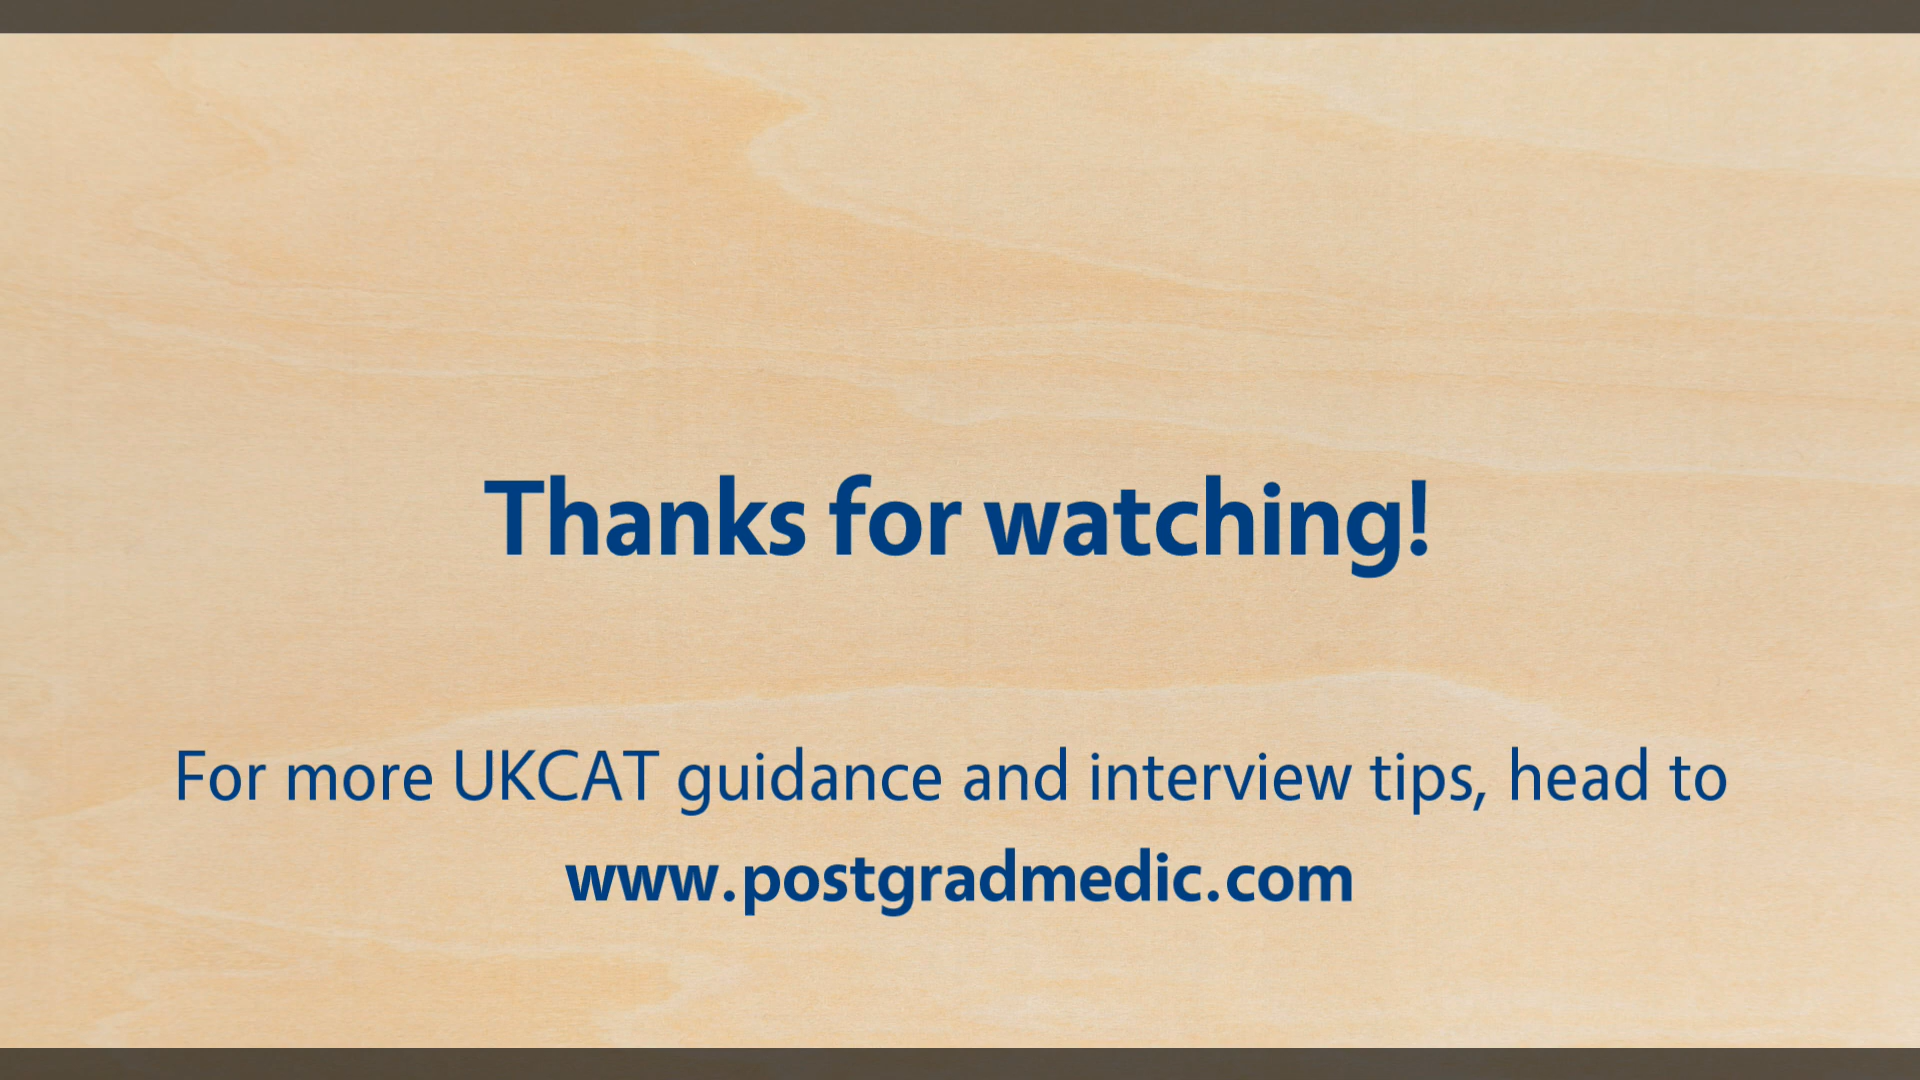 Thanks for watching!
For more UKCAT guidance and interview tips, head to
www.postgradmedic.com